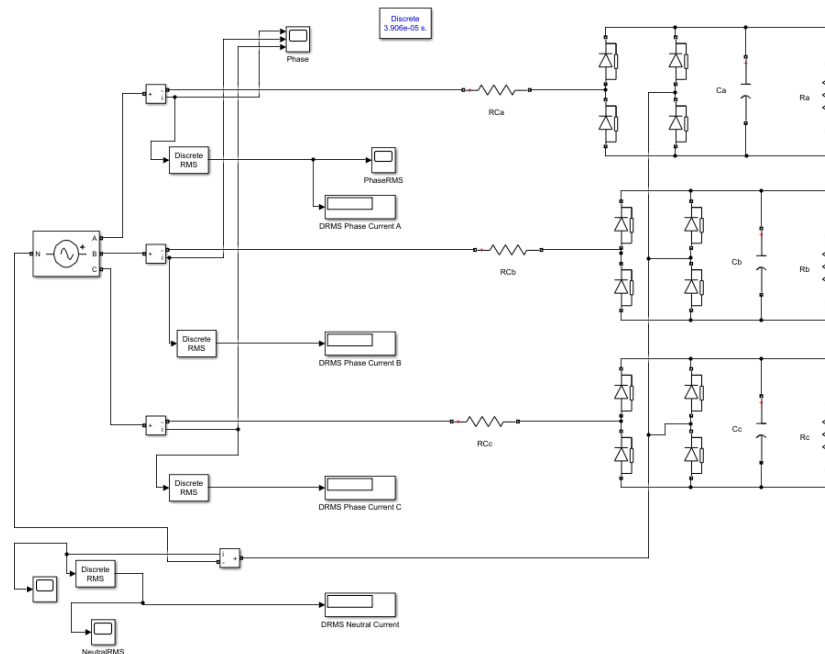 Discrete
3.906e-05 s.
Phase
+
-
i
RCa
Ca
Ra
Discrete
RMS
PhaseRMS
DRMS Phase Current A
N
+
A
B
C
+
-
i
RCb
Cb
Rb
Discrete
RMS
DRMS Phase Current B
+
-
i
RCc
Cc
Rc
Discrete
RMS
DRMS Phase Current C
i
-
+
Discrete
RMS
DRMS Neutral Current
NeutralRMS